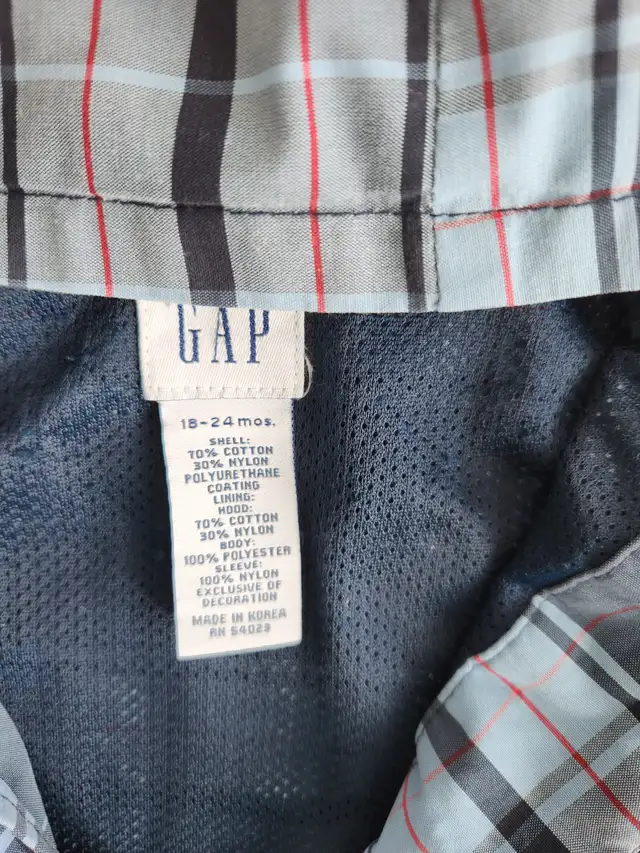 GAP
18-24 mos.
SHELL:
70% COTTON
30% NYLON
POLYURETHANE
COATING
LINING:
HOOD:
70% COTTON
30% NYLON
BODY:
100% POLYESTER
SLEEVE:
100% NYLON
EXCLUSIVE OF
DECORATION
MADE IN KOREA
RN 54023